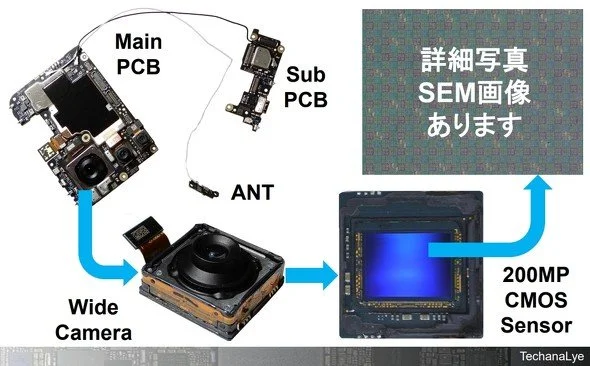 Main
PCB
Sub
PCB
ANT
詳細写真
SEM画像
あります
Wide
Camera
200MP
CMOS
Sensor
TechanaLye